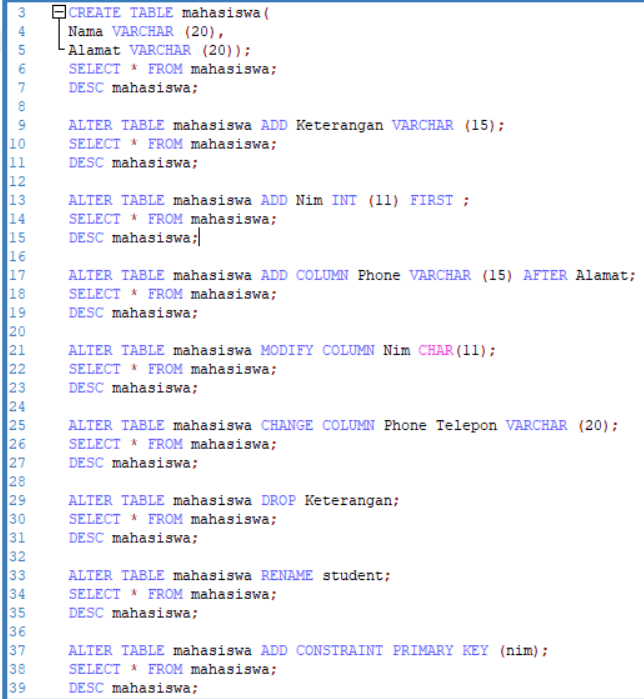 3 CREATE TABLE mahasiswa(
4 Nama VARCHAR (20),
5 Alamat VARCHAR (20));
6 SELECT * FROM mahasiswa;
7 DESC mahasiswa;
8
9 ALTER TABLE mahasiswa ADD Keterangan VARCHAR (15);
10 SELECT * FROM mahasiswa;
11 DESC mahasiswa;
12
13 ALTER TABLE mahasiswa ADD Nim INT (11) FIRST ;
14 SELECT * FROM mahasiswa;
15 DESC mahasiswa;
16
17 ALTER TABLE mahasiswa ADD COLUMN Phone VARCHAR (15) AFTER Alamat;
18 SELECT * FROM mahasiswa;
19 DESC mahasiswa;
20
21 ALTER TABLE mahasiswa MODIFY COLUMN Nim CHAR(11);
22 SELECT * FROM mahasiswa;
23 DESC mahasiswa;
24
25 ALTER TABLE mahasiswa CHANGE COLUMN Phone Telepon VARCHAR (20);
26 SELECT * FROM mahasiswa;
27 DESC mahasiswa;
28
29 ALTER TABLE mahasiswa DROP Keterangan;
30 SELECT * FROM mahasiswa;
31 DESC mahasiswa;
32
33 ALTER TABLE mahasiswa RENAME student;
34 SELECT * FROM mahasiswa;
35 DESC mahasiswa;
36
37 ALTER TABLE mahasiswa ADD CONSTRAINT PRIMARY KEY (nim);
38 SELECT * FROM mahasiswa;
39 DESC mahasiswa;